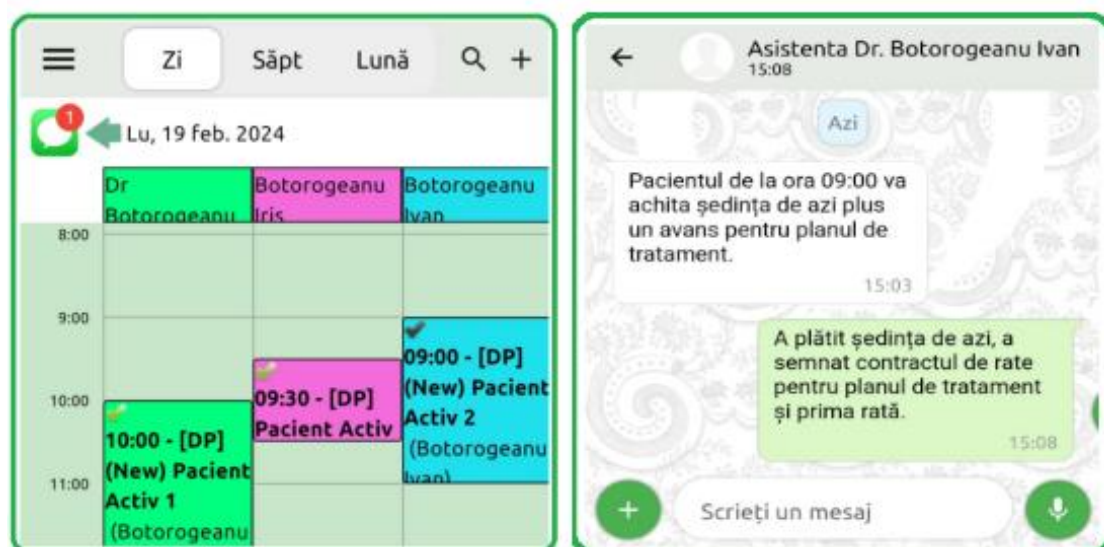 Zi Săpt Lună
1
Lu, 19 feb. 2024
Dr
Botorogeanu
Botorogeanu
Iris
Botorogeanu
Ivan
8:00
9:00
10:00
11:00
10:00 - [DP]
(New) Pacient
Activ 1
(Botorogeanu
09:30 - [DP]
Pacient Activ
09:00 - [DP]
(New) Pacient
Activ 2
(Botorogeanu
Ivan)
Asistenta Dr. Botorogeanu Ivan
15:08
Azi
Pacientul de la ora 09:00 va
achita ședința de azi plus
un avans pentru planul de
tratament.
15:03
A plătit ședința de azi, a
semnat contractul de rate
pentru planul de tratament
și prima rată.
15:08
Scrieți un mesaj